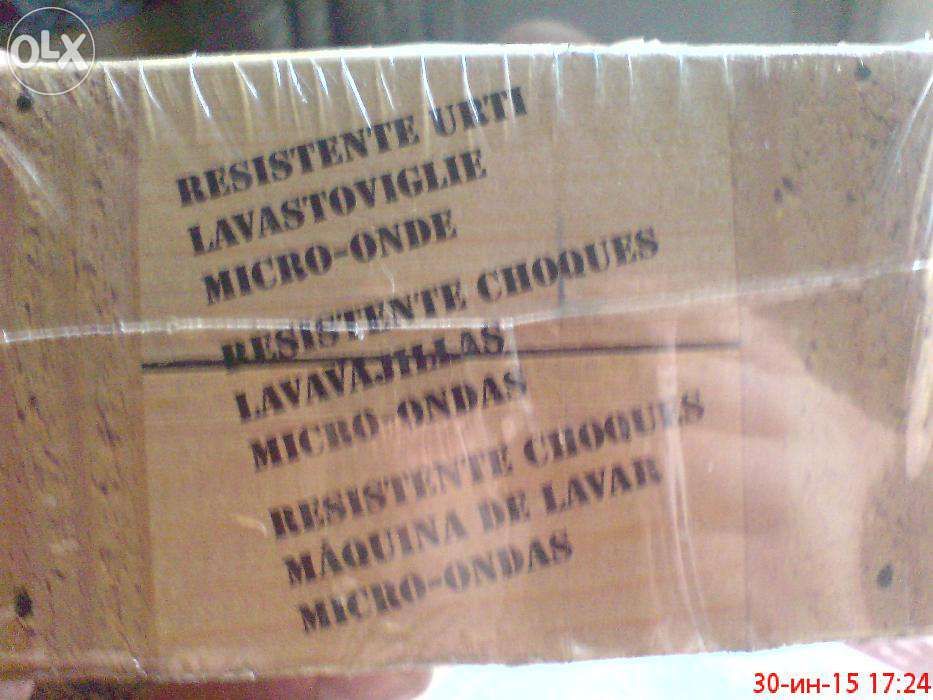 OLX
RESISTENTE URTI
LAVASTOVIGLIE
MICRO-ONDE
RESISTENTE CHOQUES
LAVAVAJILLAS
MICRO-ONDAS
RESISTENTE CHOQUES
MÁQUINA DE LAVAR
MICRO-ONDAS
30-ин-15 17:24